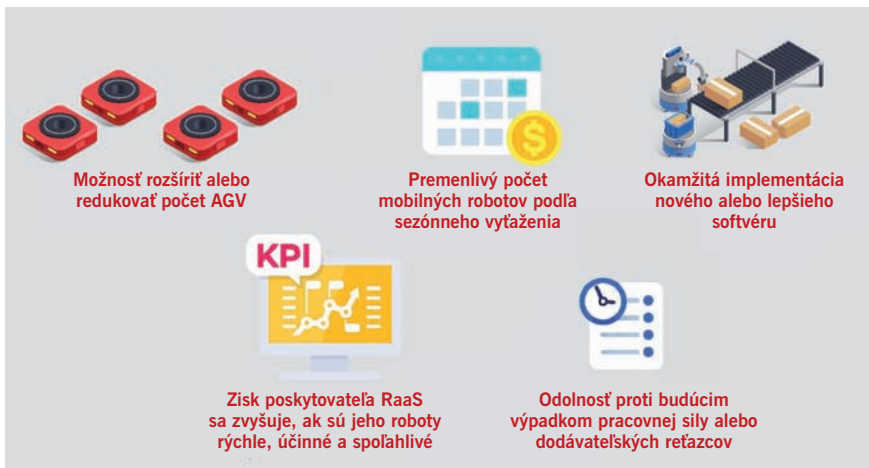 Možnosť rozšíriť alebo
redukovať počet AGV
Premenlivý počet
mobilných robotov podľa
sezónneho vyťaženia
$
Okamžitá implementácia
nového alebo lepšieho
softvéru
KPI
Zisk poskytovateľa RaaS
sa zvyšuje, ak sú jeho roboty
rýchle, účinné a spoľahlivé
Odolnosť proti budúcim
výpadkom pracovnej sily alebo
dodávateľských reťazcov